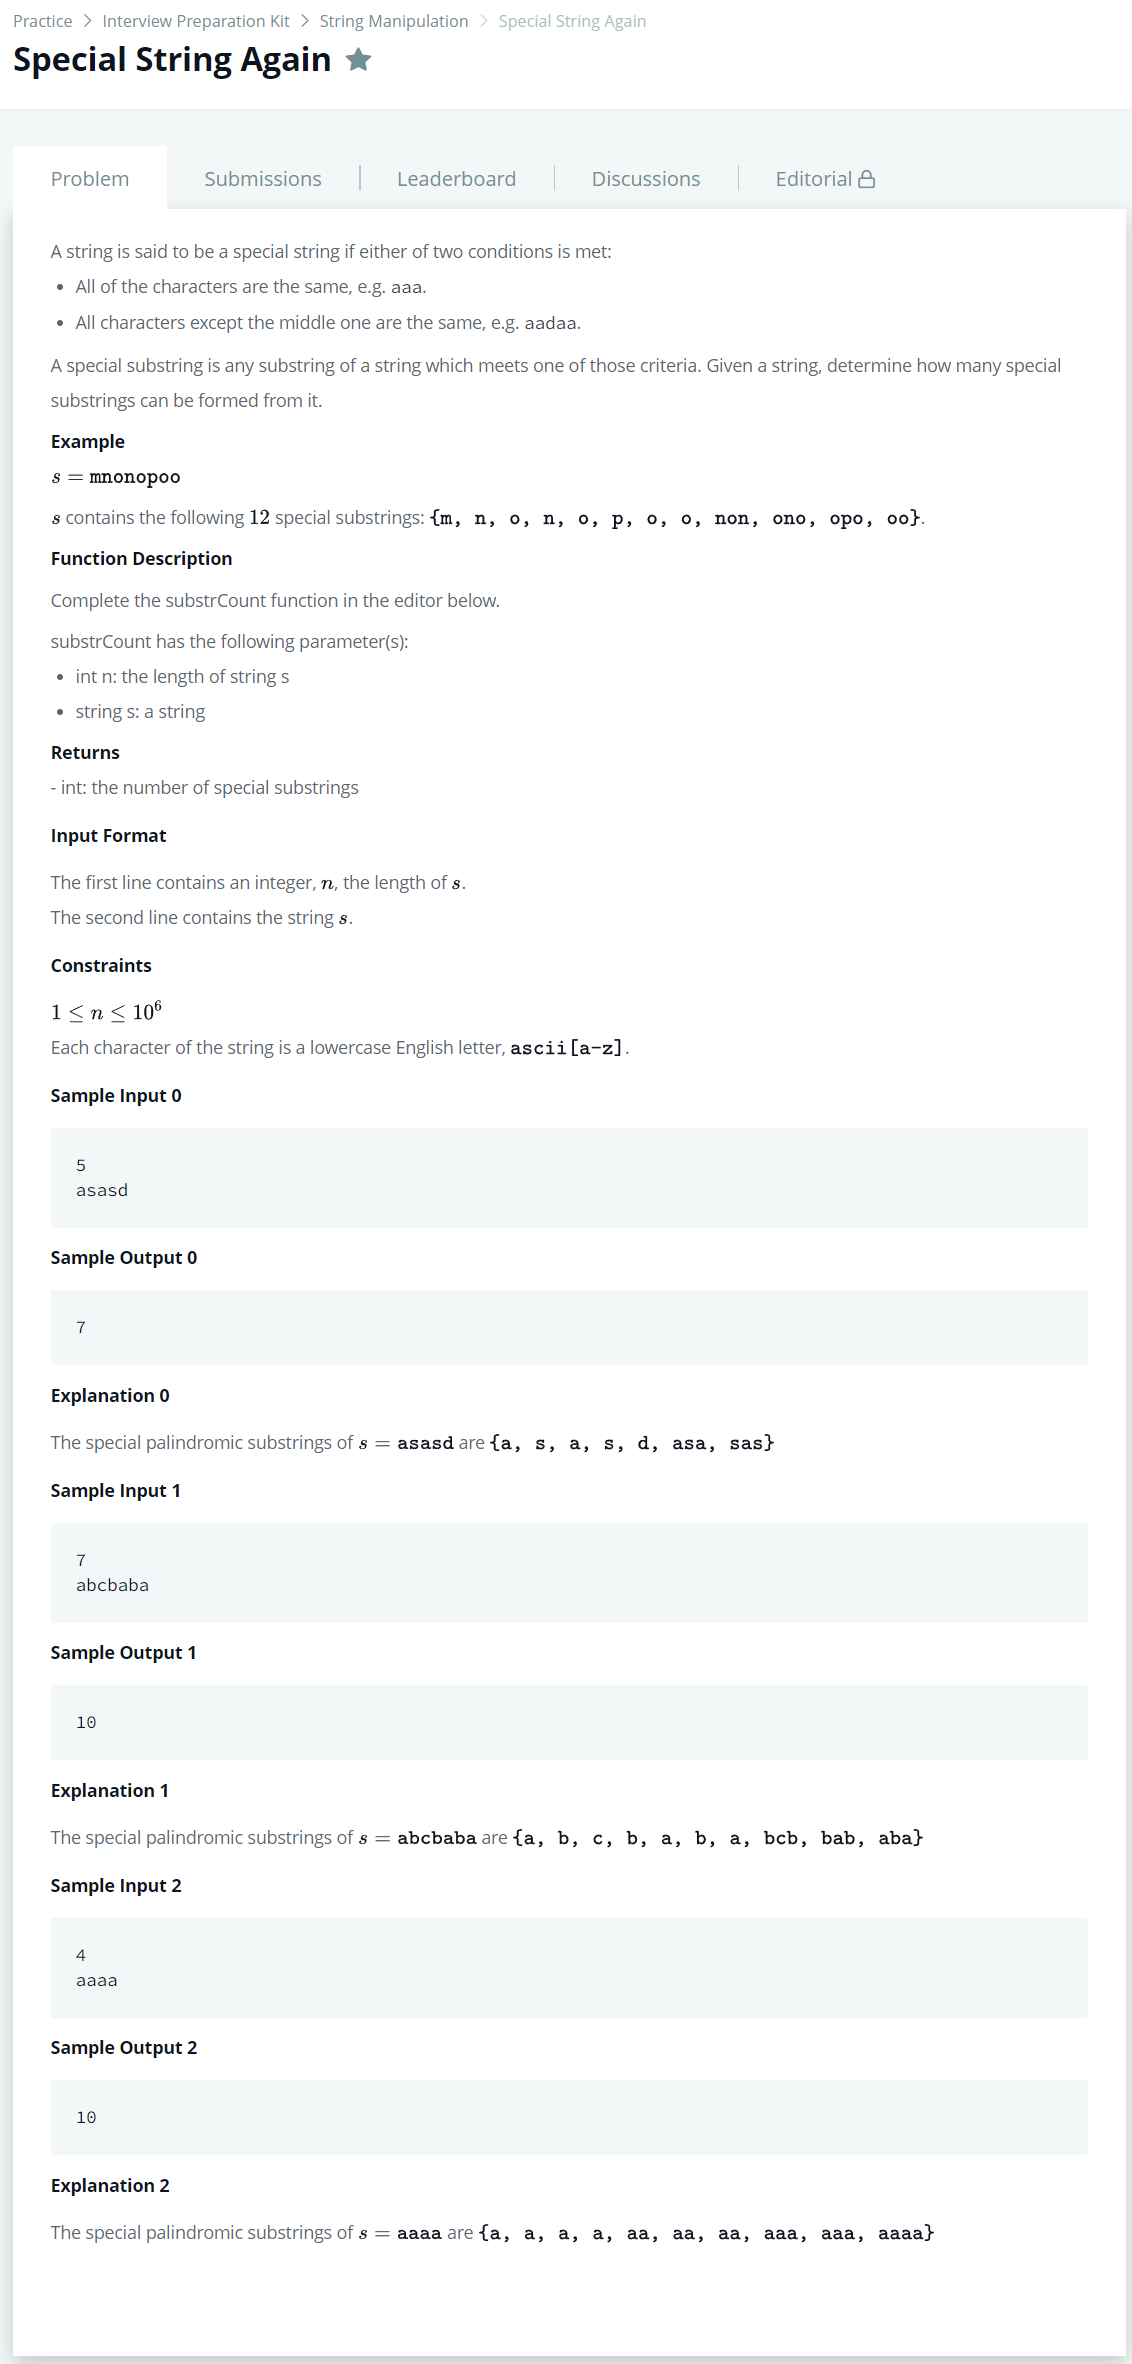 Practice > Interview Preparation Kit > String Manipulation > Special String Again
Special String Again
Problem
Submissions
Leaderboard
Discussions
Editorial
A string is said to be a special string if either of two conditions is met:
• All of the characters are the same, e.g. aaa.
• All characters except the middle one are the same, e.g. aadaa.
A special substring is any substring of a string which meets one of those criteria. Given a string, determine how many special
substrings can be formed from it.
Example
s = mnonopoo
s contains the following 12 special substrings: {m, n, o, n, o, p, o, o, non, ono, opo, oo}.
Function Description
Complete the substrCount function in the editor below.
substrCount has the following parameter(s):
• int n: the length of string s
• string s: a string
Returns
- int: the number of special substrings
Input Format
The first line contains an integer, n, the length of s.
The second line contains the string s.
Constraints
1 ≤ n ≤ 10⁶
Each character of the string is a lowercase English letter, ascii[a-z].
Sample Input 0
5
asasd
Sample Output 0
7
Explanation 0
The special palindromic substrings of s = asasd are {a, s, a, s, d, asa, sas}
Sample Input 1
7
abcbaba
Sample Output 1
10
Explanation 1
The special palindromic substrings of s = abcbaba are {a, b, c, b, a, b, a, bcb, bab, aba}
Sample Input 2
4
aaaa
Sample Output 2
10
Explanation 2
The special palindromic substrings of s = aaaa are {a, a, a, a, aa, aa, aa, aaa, aaa, aaaa}